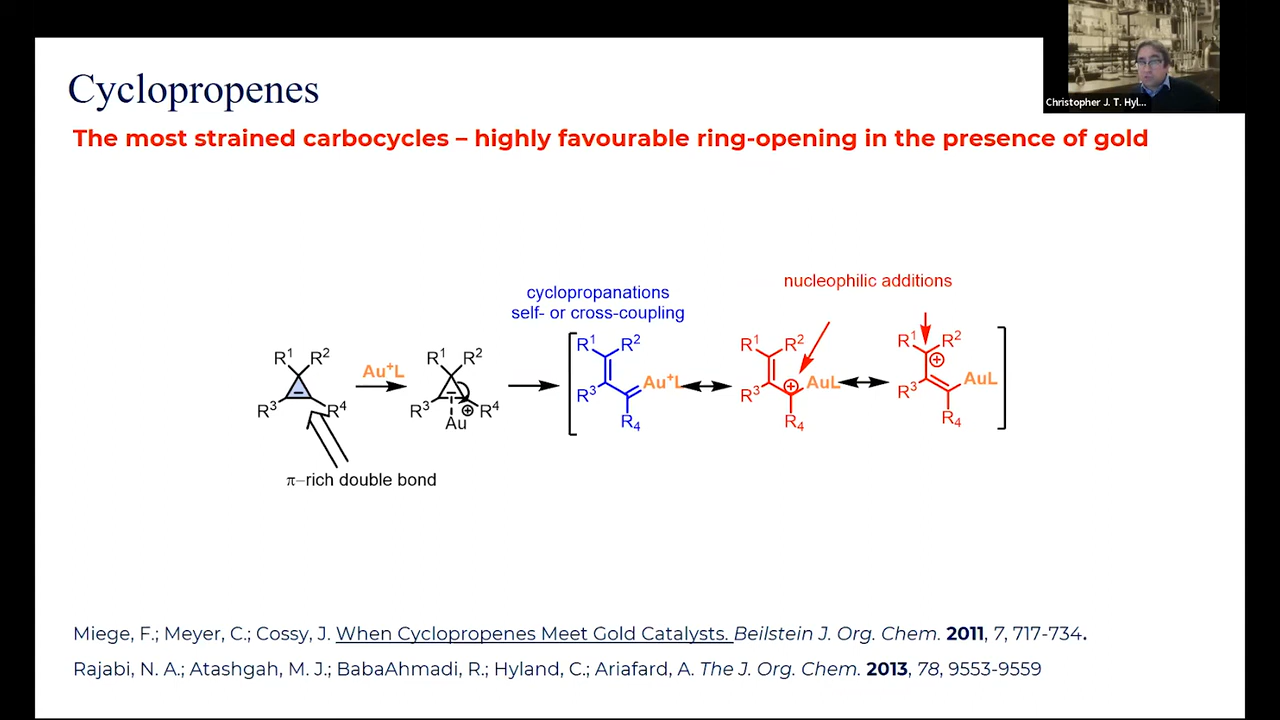 Cyclopropenes
Christopher J. T. Hyl...
The most strained carbocycles – highly favourable ring-opening in the presence of gold
nucleophilic additions
cyclopropanations
self- or cross-coupling
R1 R2
R3 R4
Au+L
R1 R2
R3 ⊕ R4
Au
R1 R2
R3 Au+L
R4
R1 R2
R3 ⊕ AuL
R4
R1 R2
⊕
R3 AuL
R4
π–rich double bond
Miege, F.; Meyer, C.; Cossy, J. When Cyclopropenes Meet Gold Catalysts. Beilstein J. Org. Chem. 2011, 7, 717-734.
Rajabi, N. A.; Atashgah, M. J.; BabaAhmadi, R.; Hyland, C.; Ariafard, A. The J. Org. Chem. 2013, 78, 9553-9559